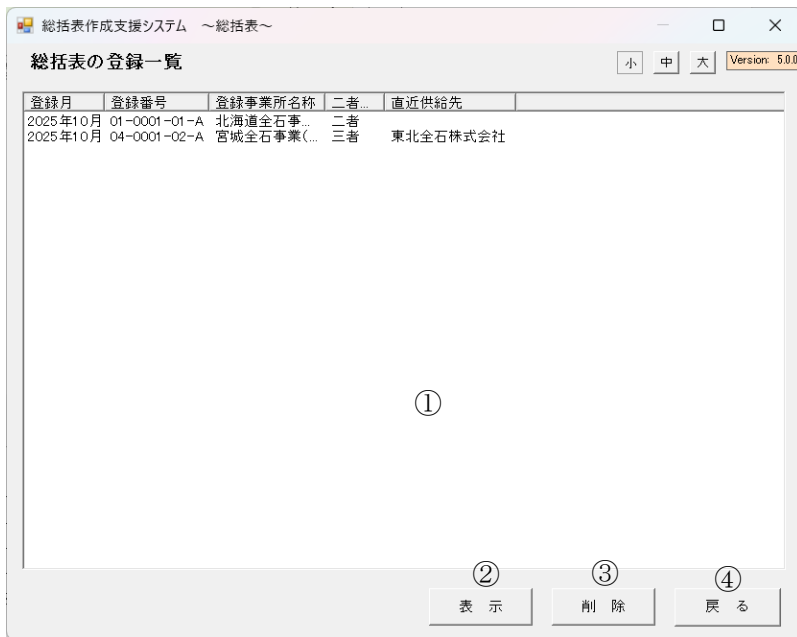 総括表作成支援システム ～総括表～
総括表の登録一覧
小 中 大 Version: 5.0.0
登録月 登録番号 登録事業所名称 二者... 直近供給先
2025年10月 01-0001-01-A 北海道全石事... 二者
2025年10月 04-0001-02-A 宮城全石事業(... 三者 東北全石株式会社
①
② ③ ④
表 示 削 除 戻 る